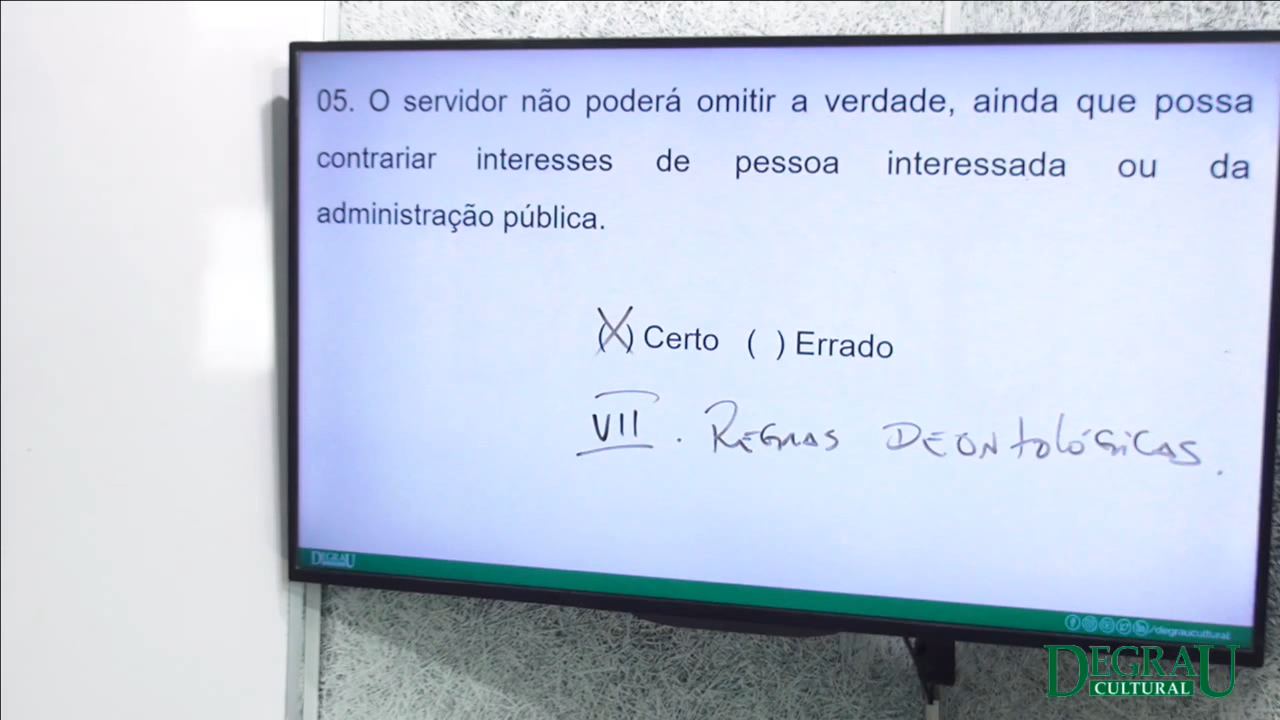 05. O servidor não poderá omitir a verdade, ainda que possa
contrariar interesses de pessoa interessada ou da
administração pública.
(X) Certo ( ) Errado
VII . REGRAS DEONTOLÓGICAS.
DEGRAU
/degraucultural
DEGRAU
CULTURAL